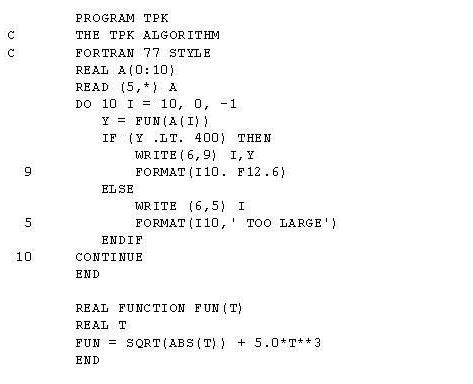 PROGRAM TPK
C       THE TPK ALGORITHM
C       FORTRAN 77 STYLE
        REAL A(0:10)
        READ (5,*) A
        DO 10 I = 10, 0, -1
           Y = FUN(A(I))
           IF (Y .LT. 400) THEN
               WRITE(6,9) I,Y
  9            FORMAT(I10. F12.6)
           ELSE
               WRITE (6,5) I
  5            FORMAT(I10,' TOO LARGE')
           ENDIF
 10     CONTINUE
        END

        REAL FUNCTION FUN(T)
        REAL T
        FUN = SQRT(ABS(T)) + 5.0*T**3
        END